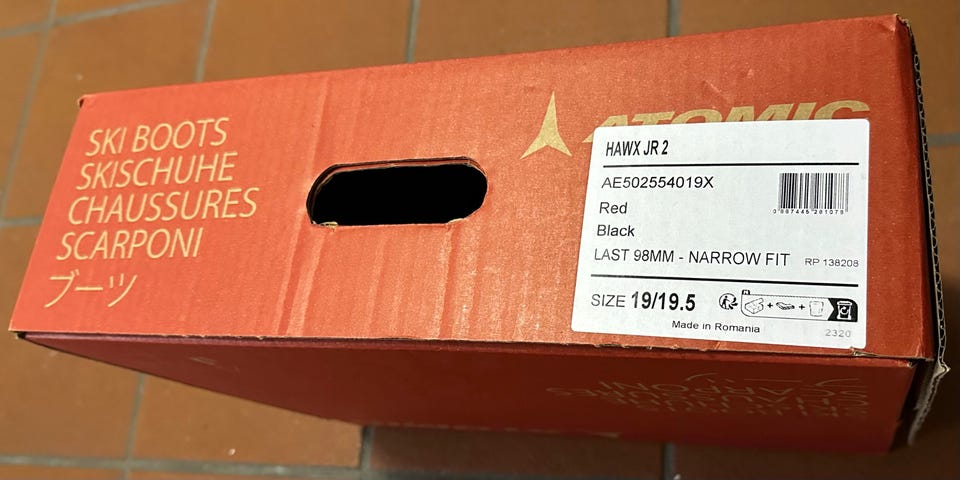 SKI BOOTS
SKISCHUHE
CHAUSSURES
SCARPONI
ブーツ
ATOMIC
HAWX JR 2
AE502554019X
Red
Black
LAST 98MM - NARROW FIT
RP 138208
SIZE 19/19.5
Made in Romania
2320